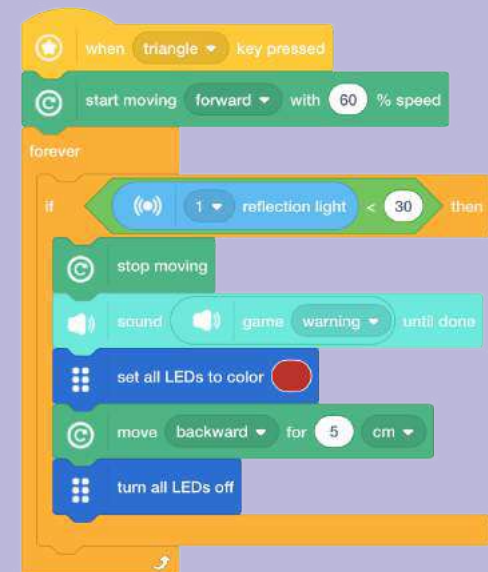 when triangle key pressed
start moving forward with 60 % speed
forever
if 1 reflection light < 30 then
stop moving
sound game warning until done
set all LEDs to color
move backward for 5 cm
turn all LEDs off